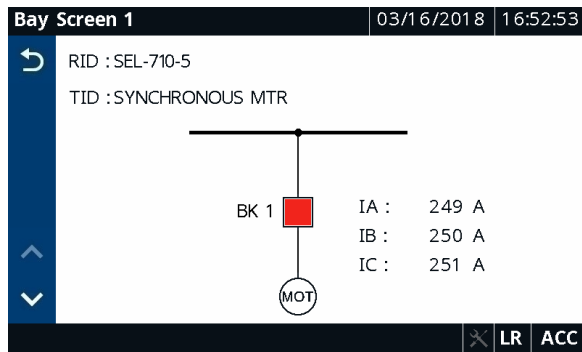 Bay Screen 1 03/16/2018 16:52:53
RID : SEL-710-5
TID : SYNCHRONOUS MTR
BK 1
IA : 249 A
IB : 250 A
IC : 251 A
MOT
LR ACC